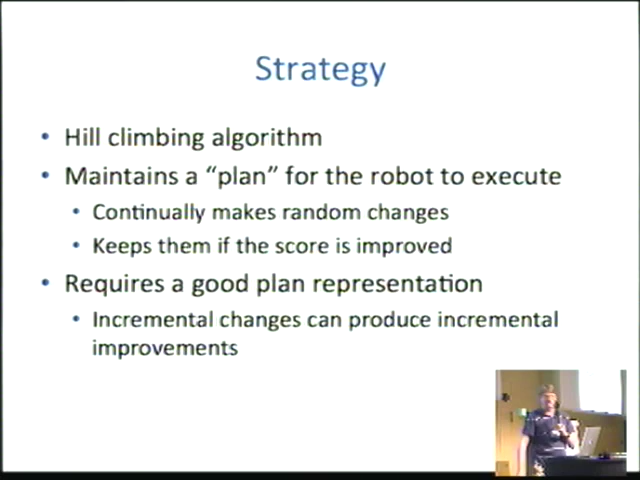 Strategy
• Hill climbing algorithm
• Maintains a “plan” for the robot to execute
• Continually makes random changes
• Keeps them if the score is improved
• Requires a good plan representation
• Incremental changes can produce incremental
improvements